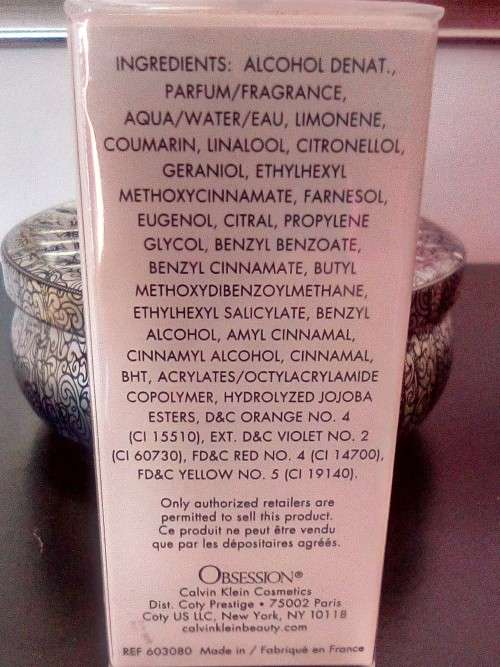 INGREDIENTS: ALCOHOL DENAT.,
PARFUM/FRAGRANCE,
AQUA/WATER/EAU, LIMONENE,
COUMARIN, LINALOOL, CITRONELLOL,
GERANIOL, ETHYLHEXYL
METHOXYCINNAMATE, FARNESOL,
EUGENOL, CITRAL, PROPYLENE
GLYCOL, BENZYL BENZOATE,
BENZYL CINNAMATE, BUTYL
METHOXYDIBENZOYLMETHANE,
ETHYLHEXYL SALICYLATE, BENZYL
ALCOHOL, AMYL CINNAMAL,
CINNAMYL ALCOHOL, CINNAMAL,
BHT, ACRYLATES/OCTYLACRYLAMIDE
COPOLYMER, HYDROLYZED JOJOBA
ESTERS, D&C ORANGE NO. 4
(CI 15510), EXT. D&C VIOLET NO. 2
(CI 60730), FD&C RED NO. 4 (CI 14700),
FD&C YELLOW NO. 5 (CI 19140).
Only authorized retailers are
permitted to sell this product.
Ce produit ne peut être vendu
que par les dépositaires agréés.
OBSESSION®
Calvin Klein Cosmetics
Dist. Coty Prestige • 75002 Paris
Coty US LLC, New York, NY 10118
calvinkleinbeauty.com
REF 603080 Made in / Fabriqué en France